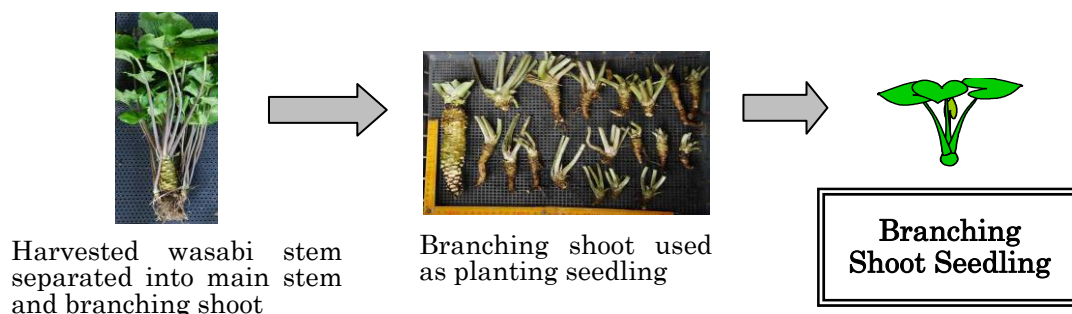 Harvested wasabi stem
separated into main stem
and branching shoot
Branching shoot used
as planting seedling
Branching
Shoot Seedling